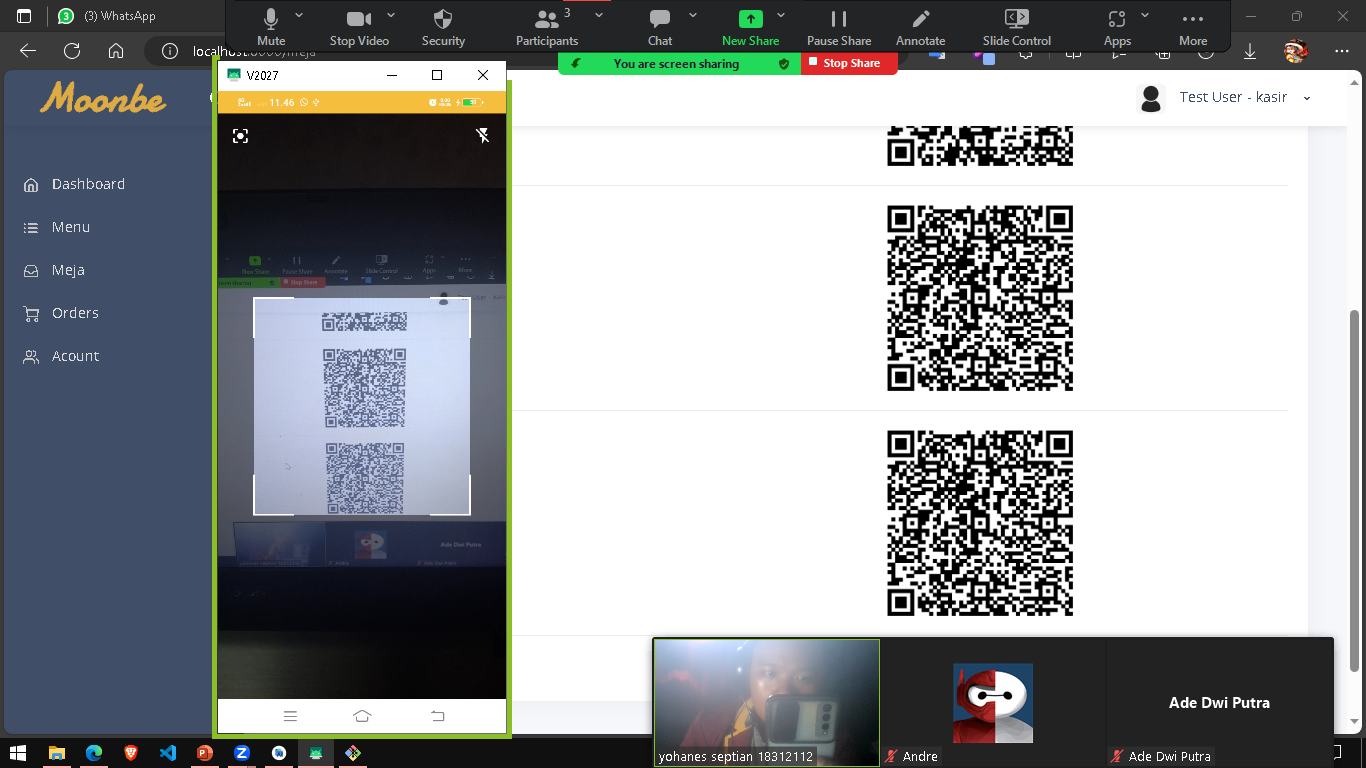 (3) WhatsApp
3
Mute
Stop Video
Security
Participants
Chat
New Share
Pause Share
Annotate
Slide Control
Apps
More
You are screen sharing
Stop Share
V2027
Moonbe
Test User - kasir
11.46
Dashboard
Menu
Meja
Orders
Acount
New Share
Pause Share
Annotate
Slide Control
Apps
More
Stop Share
Ade Dwi Putra
Ade Dwi Putra
yohanes septian 18312112
Andre
Ade Dwi Putra